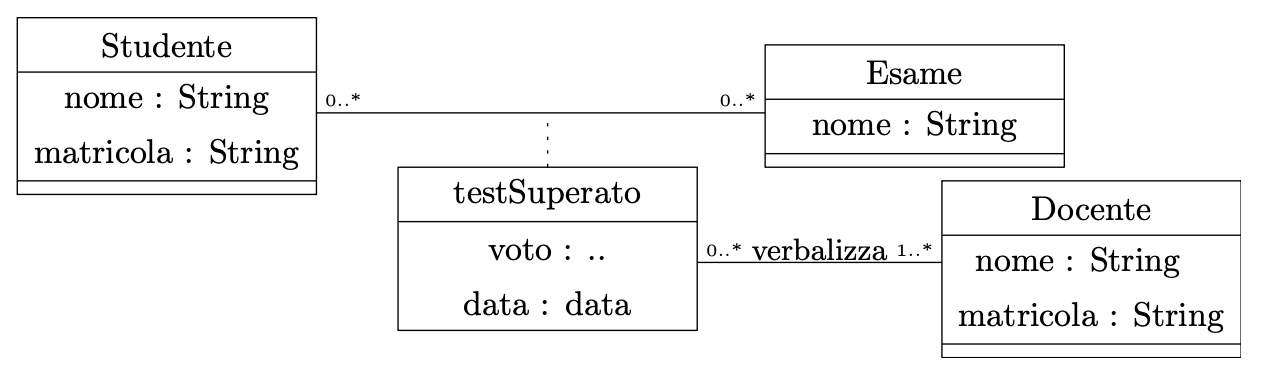 Studente
nome : String
matricola : String
0..*
0..*
Esame
nome : String
testSuperato
voto : ..
data : data
0..* verbalizza 1..*
Docente
nome : String
matricola : String